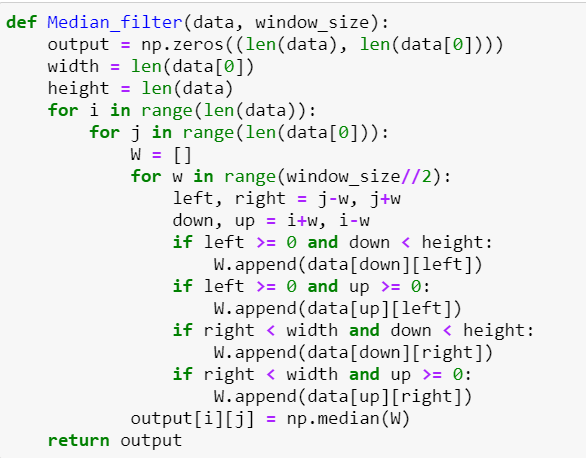 def Median_filter(data, window_size):
    output = np.zeros((len(data), len(data[0])))
    width = len(data[0])
    height = len(data)
    for i in range(len(data)):
        for j in range(len(data[0])):
            W = []
            for w in range(window_size//2):
                left, right = j-w, j+w
                down, up = i+w, i-w
                if left >= 0 and down < height:
                    W.append(data[down][left])
                if left >= 0 and up >= 0:
                    W.append(data[up][left])
                if right < width and down < height:
                    W.append(data[down][right])
                if right < width and up >= 0:
                    W.append(data[up][right])
            output[i][j] = np.median(W)
    return output